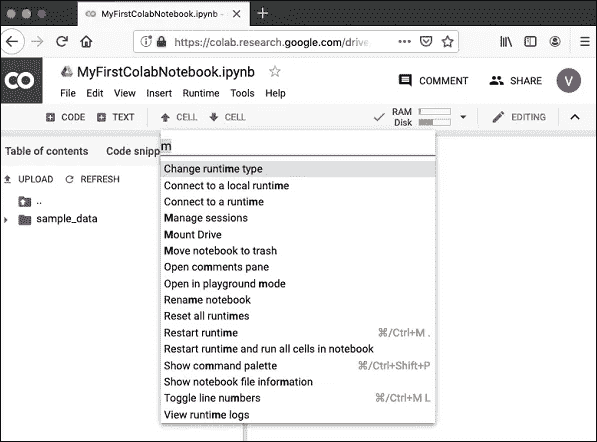 MyFirstColabNotebook.ipynb
https://colab.research.google.com/drive
MyFirstColabNotebook.ipynb
COMMENT
SHARE
V
File Edit View Insert Runtime Tools Help
CODE TEXT CELL CELL
RAM
Disk
EDITING
Table of contents Code snipp
m
UPLOAD REFRESH
..
sample_data
Change runtime type
Connect to a local runtime
Connect to a runtime
Manage sessions
Mount Drive
Move notebook to trash
Open comments pane
Open in playground mode
Rename notebook
Reset all runtimes
Restart runtime ⌘/Ctrl+M .
Restart runtime and run all cells in notebook
Show command palette ⌘/Ctrl+Shift+P
Show notebook file information
Toggle line numbers ⌘/Ctrl+M L
View runtime logs